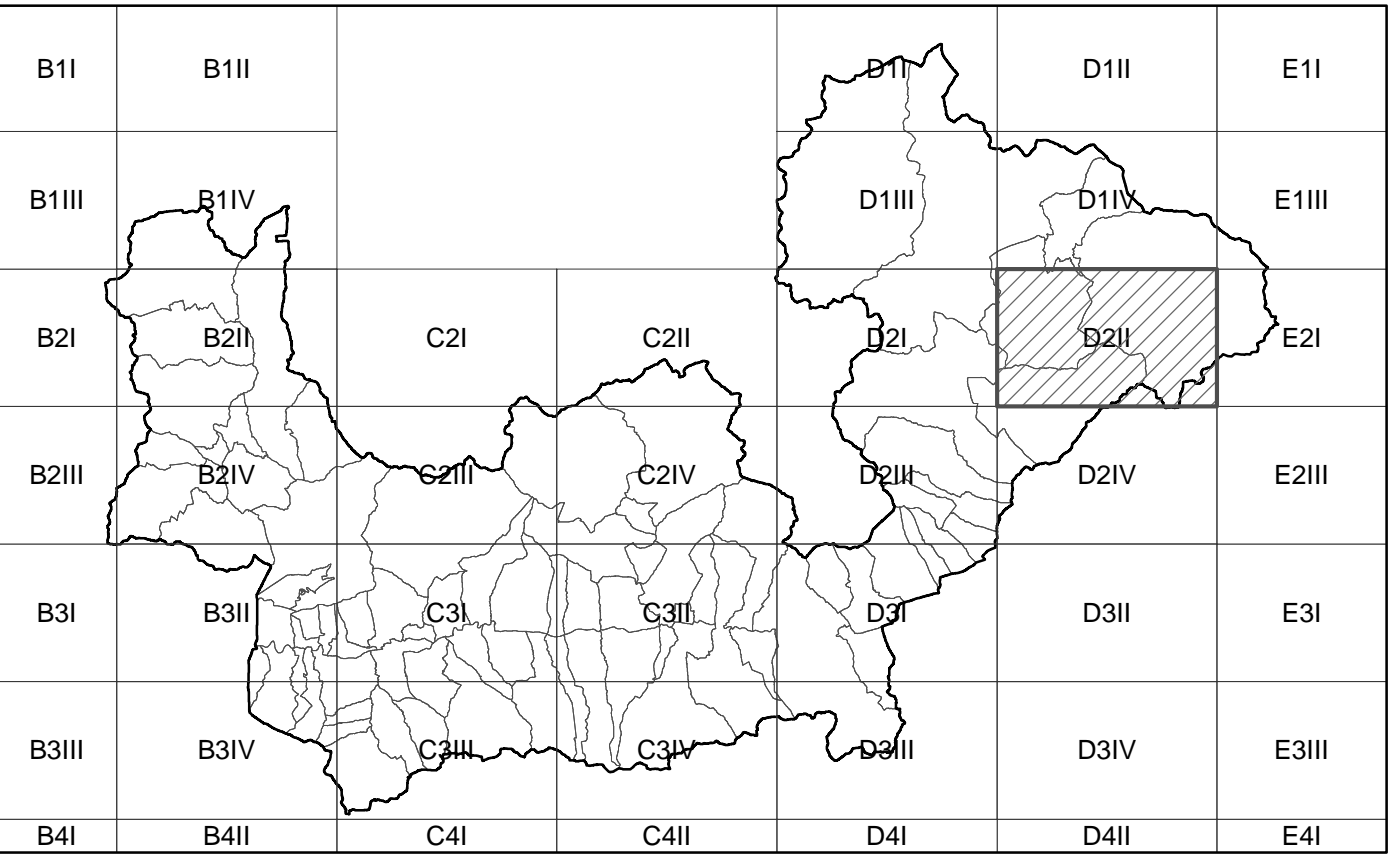 B1I B1II D1I D1II E1I
B1III B1IV D1III D1IV E1III
B2I B2II C2I C2II D2I D2II E2I
B2III B2IV C2III C2IV D2III D2IV E2III
B3I B3II C3I C3II D3I D3II E3I
B3III B3IV C3III C3IV D3III D3IV E3III
B4I B4II C4I C4II D4I D4II E4I